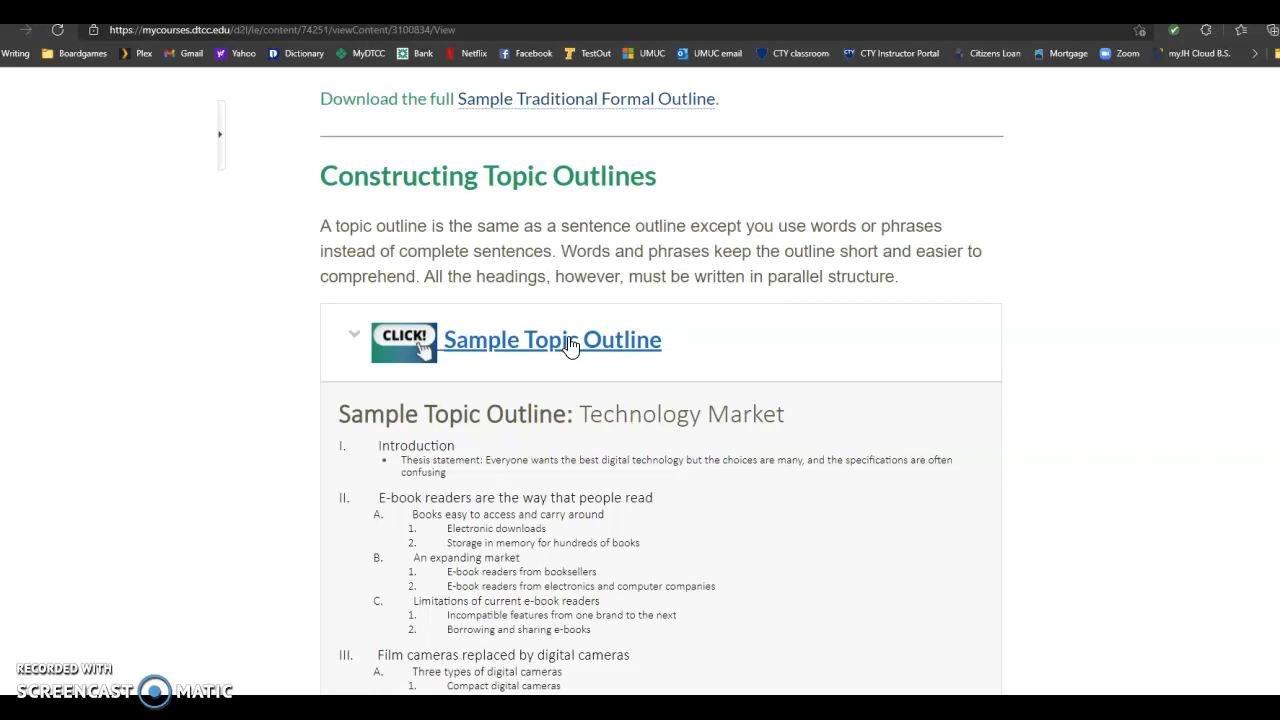 https://mycourses.dtcc.edu/d2l/le/content/74251/viewContent/3100834/View
Writing Boardgames Plex Gmail Yahoo Dictionary MyDTCC Bank Netflix Facebook TestOut UMUC UMUC email CTY classroom CTY Instructor Portal Citizens Loan Mortgage Zoom myJH Cloud B.S.
Download the full Sample Traditional Formal Outline.
Constructing Topic Outlines
A topic outline is the same as a sentence outline except you use words or phrases
instead of complete sentences. Words and phrases keep the outline short and easier to
comprehend. All the headings, however, must be written in parallel structure.
CLICK! Sample Topic Outline
Sample Topic Outline: Technology Market
I. Introduction
• Thesis statement: Everyone wants the best digital technology but the choices are many, and the specifications are often
confusing
II. E-book readers are the way that people read
A. Books easy to access and carry around
1. Electronic downloads
2. Storage in memory for hundreds of books
B. An expanding market
1. E-book readers from booksellers
2. E-book readers from electronics and computer companies
C. Limitations of current e-book readers
1. Incompatible features from one brand to the next
2. Borrowing and sharing e-books
III. Film cameras replaced by digital cameras
A. Three types of digital cameras
1. Compact digital cameras
RECORDED WITH
SCREENCAST MATIC